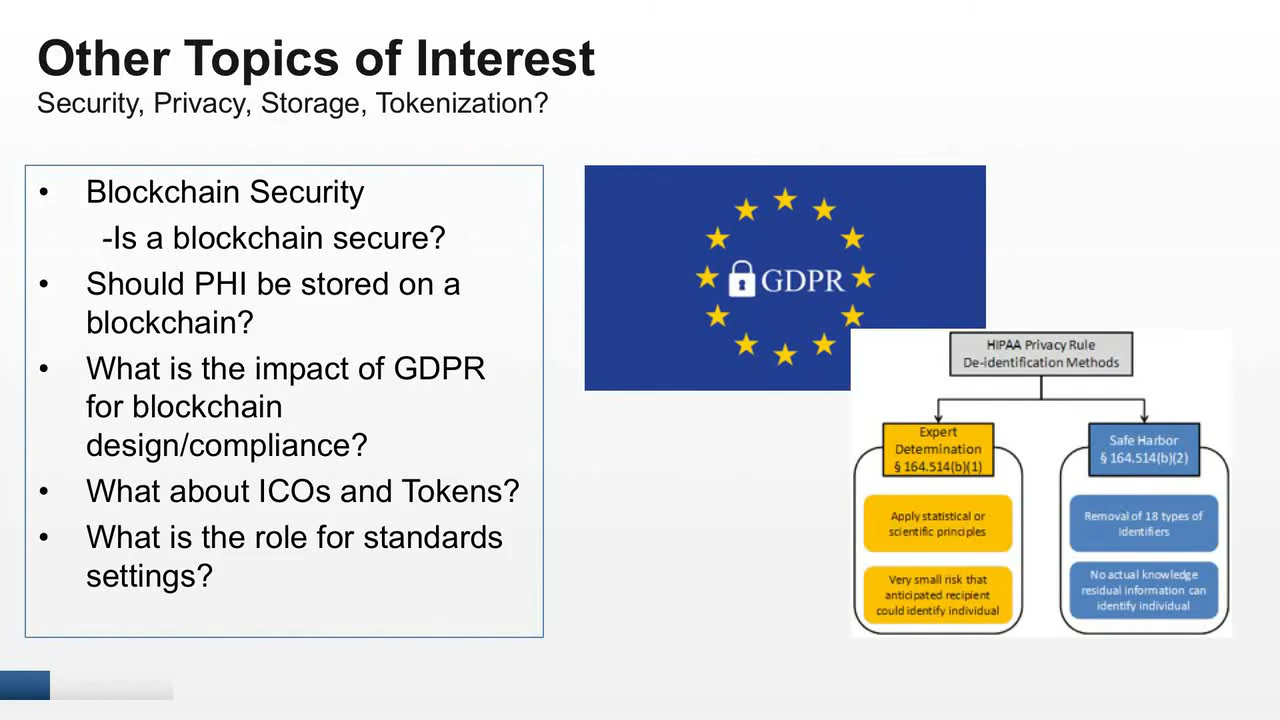 Other Topics of Interest
Security, Privacy, Storage, Tokenization?
• Blockchain Security
-Is a blockchain secure?
• Should PHI be stored on a
blockchain?
• What is the impact of GDPR
for blockchain
design/compliance?
• What about ICOs and Tokens?
• What is the role for standards
settings?
GDPR
HIPAA Privacy Rule
De-identification Methods
Expert
Determination
§ 164.514(b)(1)
Apply statistical or
scientific principles
Very small risk that
anticipated recipient
could identify individual
Safe Harbor
§ 164.514(b)(2)
Removal of 18 types of
identifiers
No actual knowledge
residual information can
identify individual